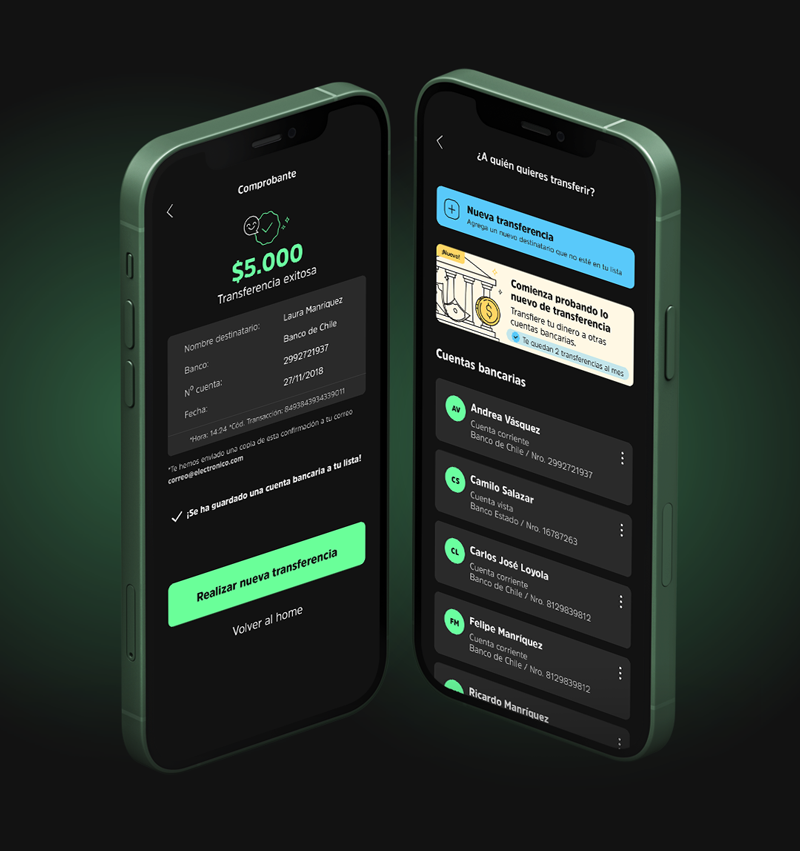 Comprobante
$5.000
Transferencia exitosa
Nombre destinatario: Laura Manríquez
Banco: Banco de Chile
Nº cuenta: 2992721937
Fecha: 27/11/2018
*Hora: 14:24 *Cód. Transacción: 8493843934339011
*Te hemos enviado una copia de esta confirmación a tu correo
correo@electronico.com
¡Se ha guardado una cuenta bancaria a tu lista!
Realizar nueva transferencia
Volver al home
¿A quién quieres transferir?
Nueva transferencia
Agrega un nuevo destinatario que no esté en tu lista
¡Nuevo!
Comienza probando lo
nuevo de transferencia
Transfiere tu dinero a otras
cuentas bancarias.
Te quedan 2 transferencias al mes
Cuentas bancarias
AV
Andrea Vásquez
Cuenta corriente
Banco de Chile / Nro. 2992721937
CS
Camilo Salazar
Cuenta vista
Banco Estado / Nro. 16787263
CL
Carlos José Loyola
Cuenta corriente
Banco de Chile / Nro. 8129839812
FM
Felipe Manríquez
Cuenta corriente
Banco de Chile / Nro. 8129839812
Ricardo Manríquez